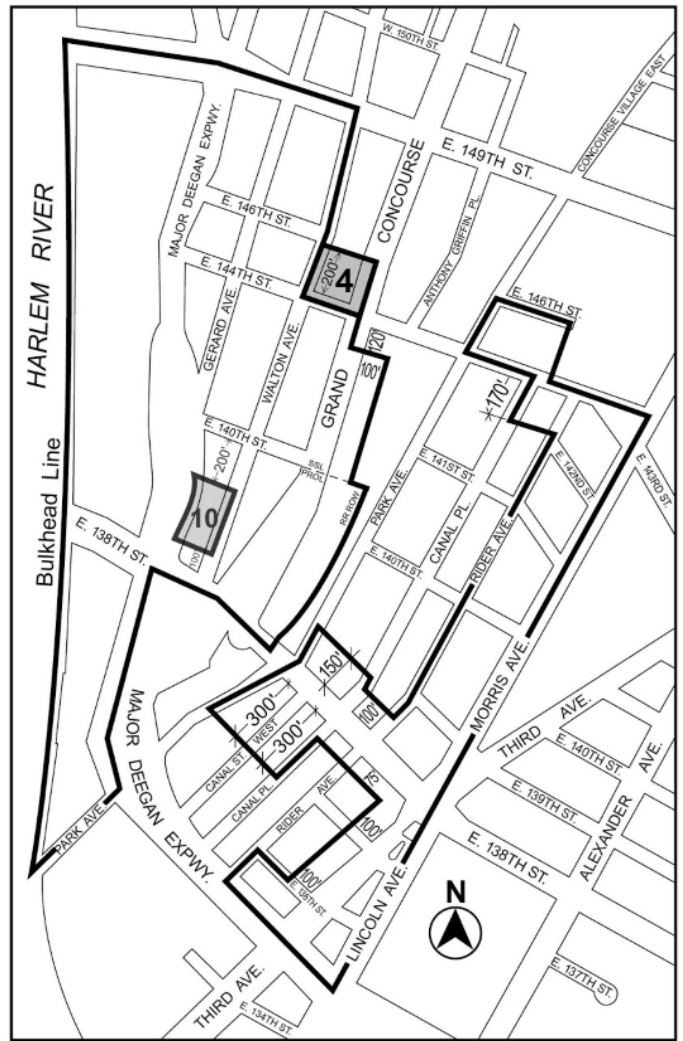 W. 150TH ST.
CONCOURSE VILLAGE EAST
E. 149TH ST.
MAJOR DEEGAN EXPWY.
CONCOURSE
ANTHONY GRIFFIN PL.
HARLEM RIVER
E. 146TH ST.
E. 144TH ST.
200'
4
E. 146TH ST.
GERARD AVE.
WALTON AVE.
GRAND
120'
100'
170'
Bulkhead Line
E. 140TH ST.
200'
SSL
PROL
RR ROW
PARK AVE.
E. 141ST ST.
E. 142ND ST.
E. 143RD ST.
10
100'
E. 138TH ST.
CANAL PL.
RIDER AVE.
E. 140TH ST.
150'
100'
MORRIS AVE.
300'
300'
CANAL ST. WEST
CANAL PL.
RIDER AVE.
75
100'
100'
E. 136TH ST.
MAJOR DEEGAN EXPWY.
PARK AVE.
THIRD AVE.
E. 140TH ST.
E. 139TH ST.
E. 138TH ST.
ALEXANDER AVE.
LINCOLN AVE.
N
E. 137TH ST.
THIRD AVE.
E. 134TH ST.